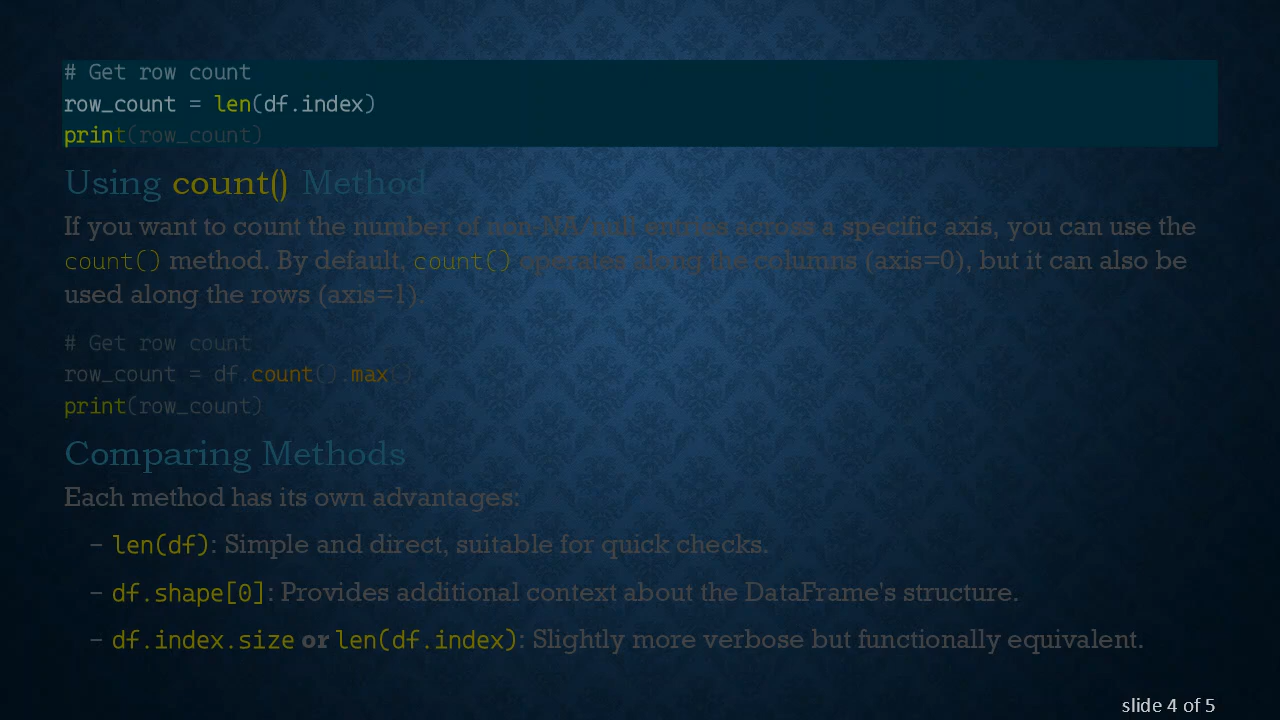 # Get row count
row_count = len(df.index)
print(row_count)
Using count() Method
If you want to count the number of non-NA/null entries across a specific axis, you can use the
count() method. By default, count() operates along the columns (axis=0), but it can also be
used along the rows (axis=1).
# Get row count
row_count = df.count().max()
print(row_count)
Comparing Methods
Each method has its own advantages:
– len(df): Simple and direct, suitable for quick checks.
– df.shape[0]: Provides additional context about the DataFrame's structure.
– df.index.size or len(df.index): Slightly more verbose but functionally equivalent.
slide 4 of 5